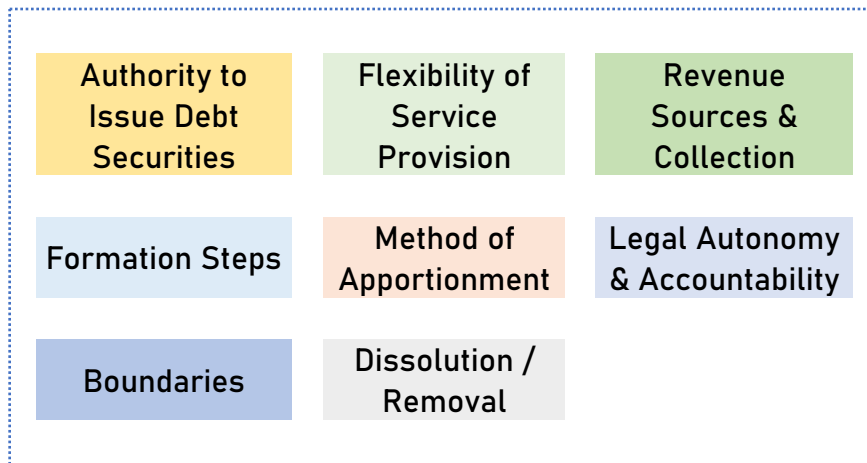 Authority to
Issue Debt
Securities
Flexibility of
Service
Provision
Revenue
Sources &
Collection
Formation Steps
Method of
Apportionment
Legal Autonomy
& Accountability
Boundaries
Dissolution /
Removal